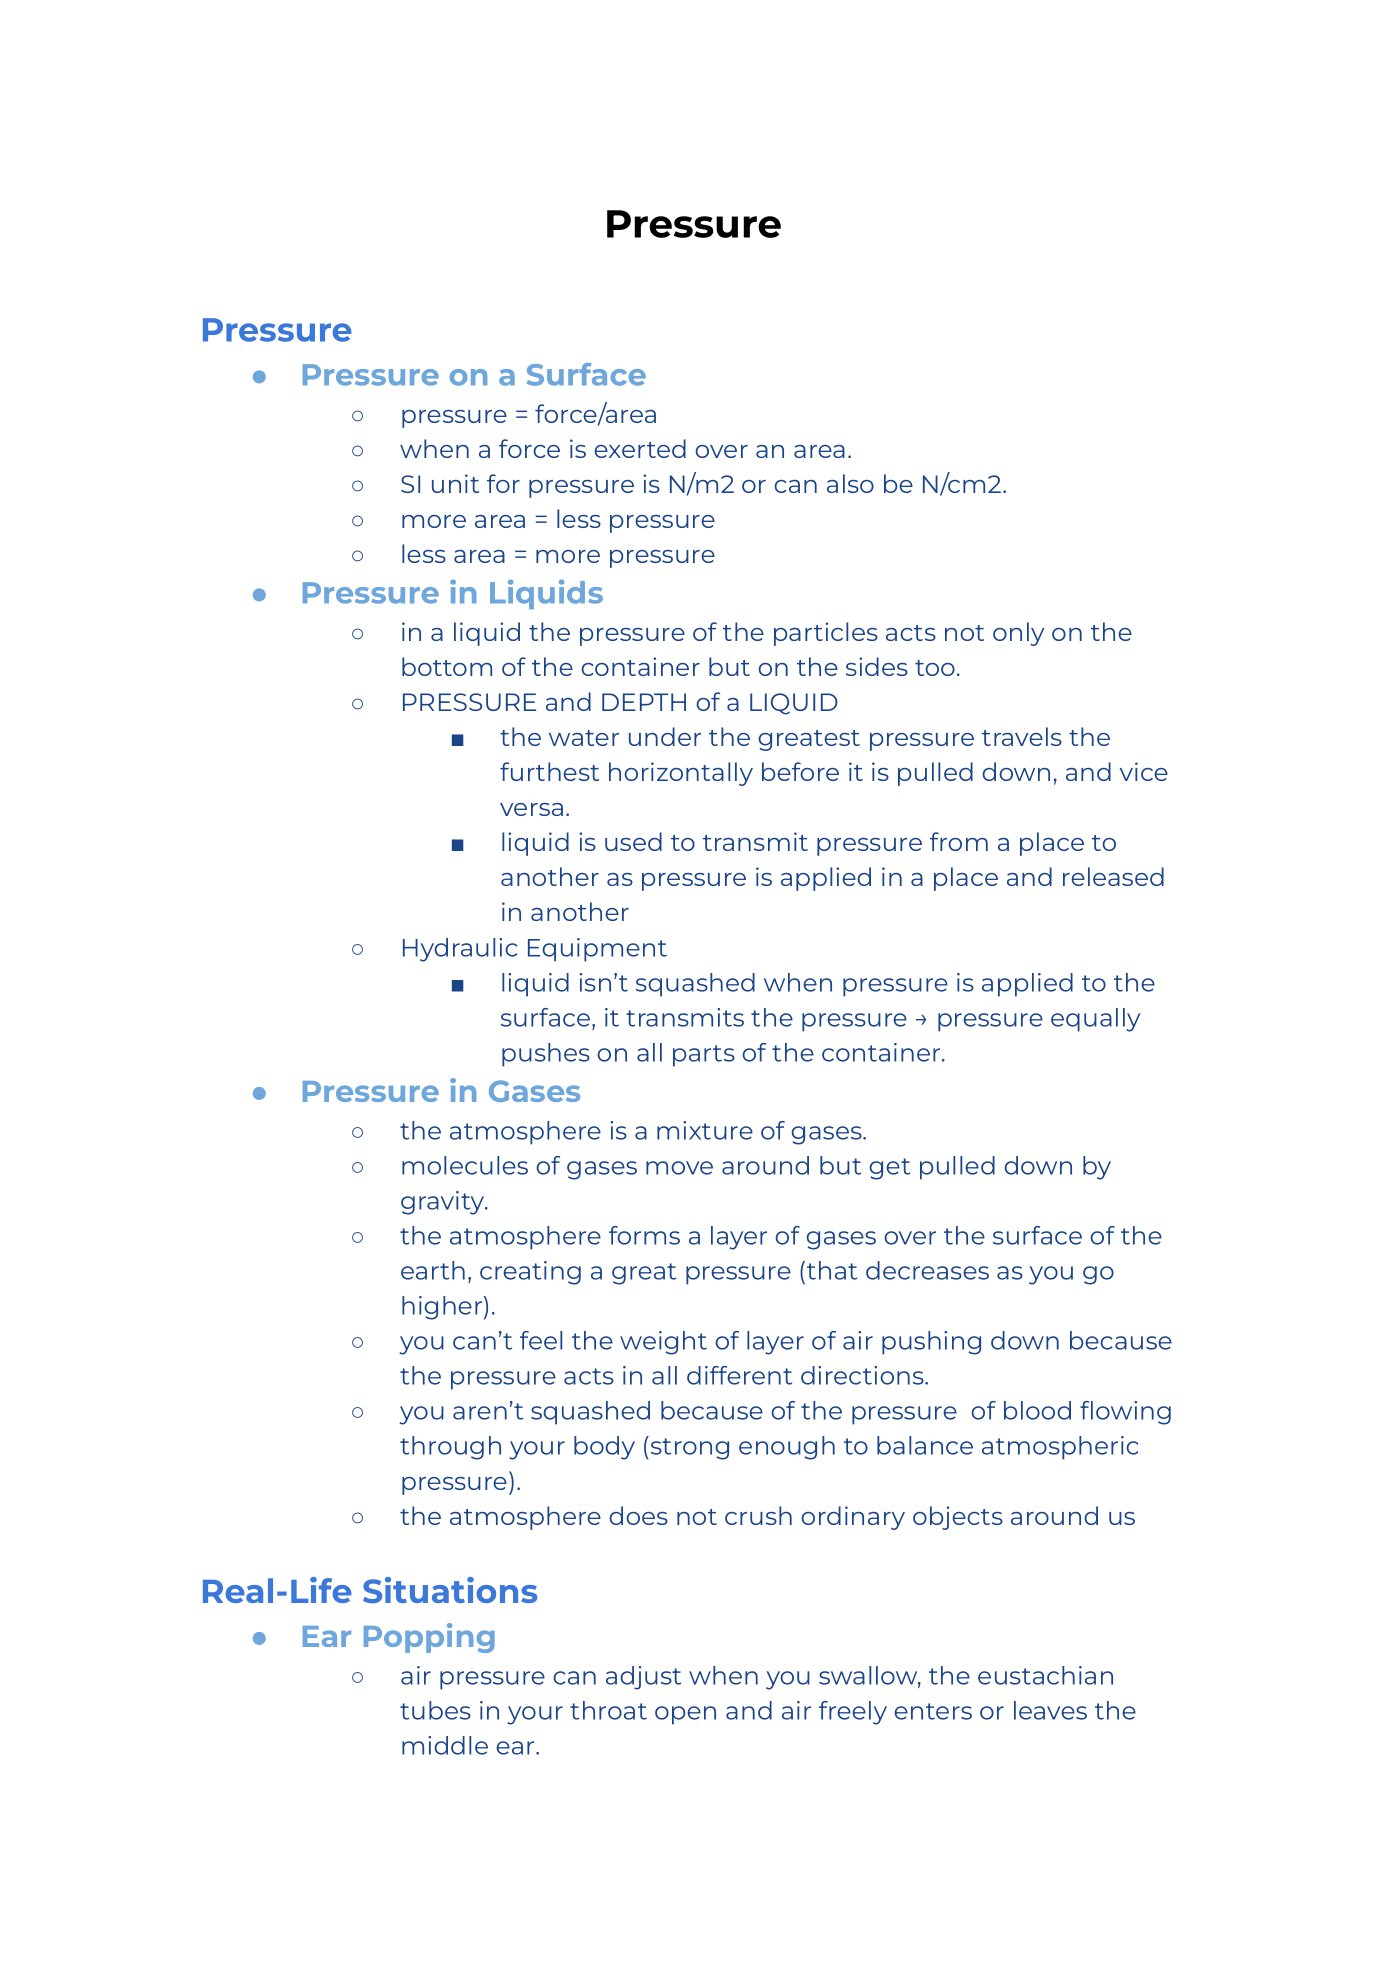 Pressure
Pressure
● Pressure on a Surface
○ pressure = force/area
○ when a force is exerted over an area.
○ SI unit for pressure is N/m2 or can also be N/cm2.
○ more area = less pressure
○ less area = more pressure
● Pressure in Liquids
○ in a liquid the pressure of the particles acts not only on the
bottom of the container but on the sides too.
○ PRESSURE and DEPTH of a LIQUID
■ the water under the greatest pressure travels the
furthest horizontally before it is pulled down, and vice
versa.
■ liquid is used to transmit pressure from a place to
another as pressure is applied in a place and released
in another
○ Hydraulic Equipment
■ liquid isn’t squashed when pressure is applied to the
surface, it transmits the pressure → pressure equally
pushes on all parts of the container.
● Pressure in Gases
○ the atmosphere is a mixture of gases.
○ molecules of gases move around but get pulled down by
gravity.
○ the atmosphere forms a layer of gases over the surface of the
earth, creating a great pressure (that decreases as you go
higher).
○ you can’t feel the weight of layer of air pushing down because
the pressure acts in all different directions.
○ you aren’t squashed because of the pressure  of blood flowing
through your body (strong enough to balance atmospheric
pressure).
○ the atmosphere does not crush ordinary objects around us
Real-Life Situations
● Ear Popping
○ air pressure can adjust when you swallow, the eustachian
tubes in your throat open and air freely enters or leaves the
middle ear.